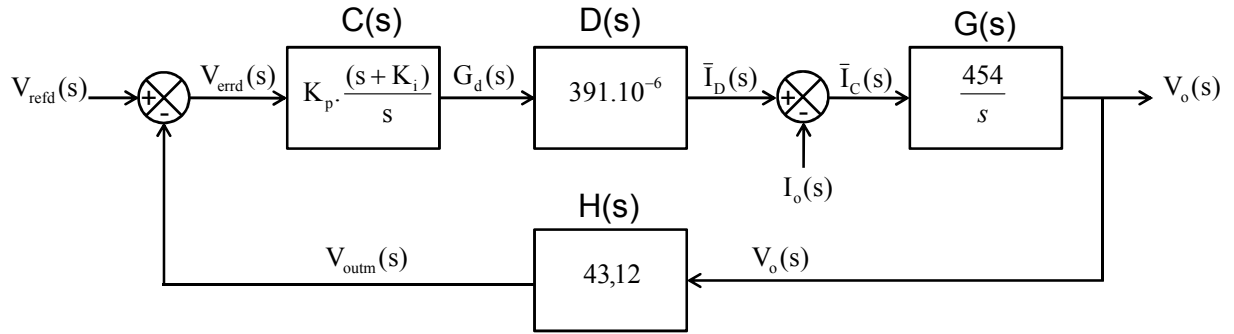 C(s)
D(s)
G(s)
V_refd(s)
+
-
V_errd(s)
K_p. (s+K_i)/s
G_d(s)
391.10⁻⁶
Ī_D(s)
+
-
Ī_C(s)
454/s
V_o(s)
I_o(s)
H(s)
V_outm(s)
43,12
V_o(s)